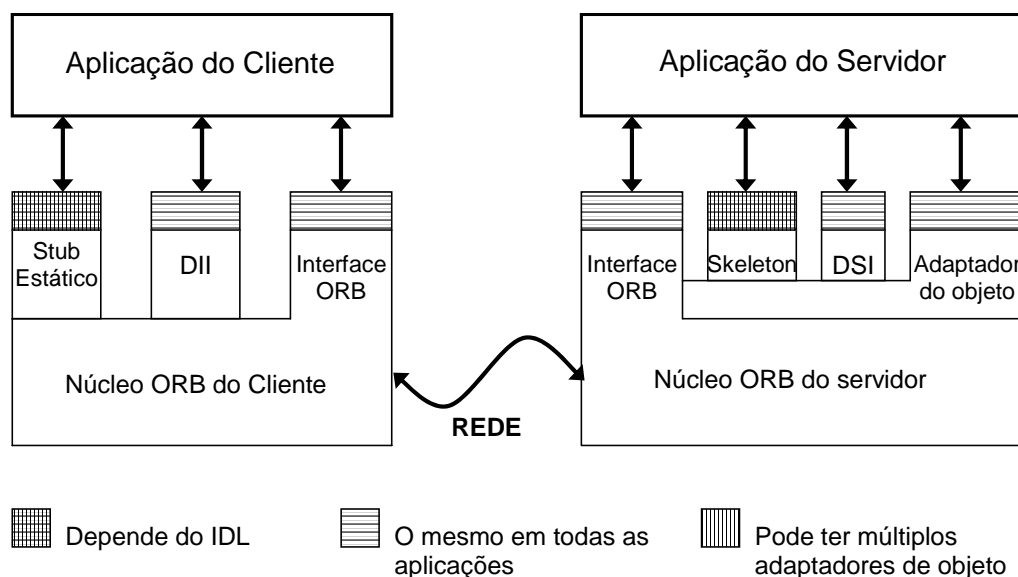 Aplicação do Cliente
Aplicação do Servidor
Stub
Estático
DII
Interface
ORB
Interface
ORB
Skeleton
DSI
Adaptador
do objeto
Núcleo ORB do Cliente
Núcleo ORB do servidor
REDE
Depende do IDL
O mesmo em todas as
aplicações
Pode ter múltiplos
adaptadores de objeto